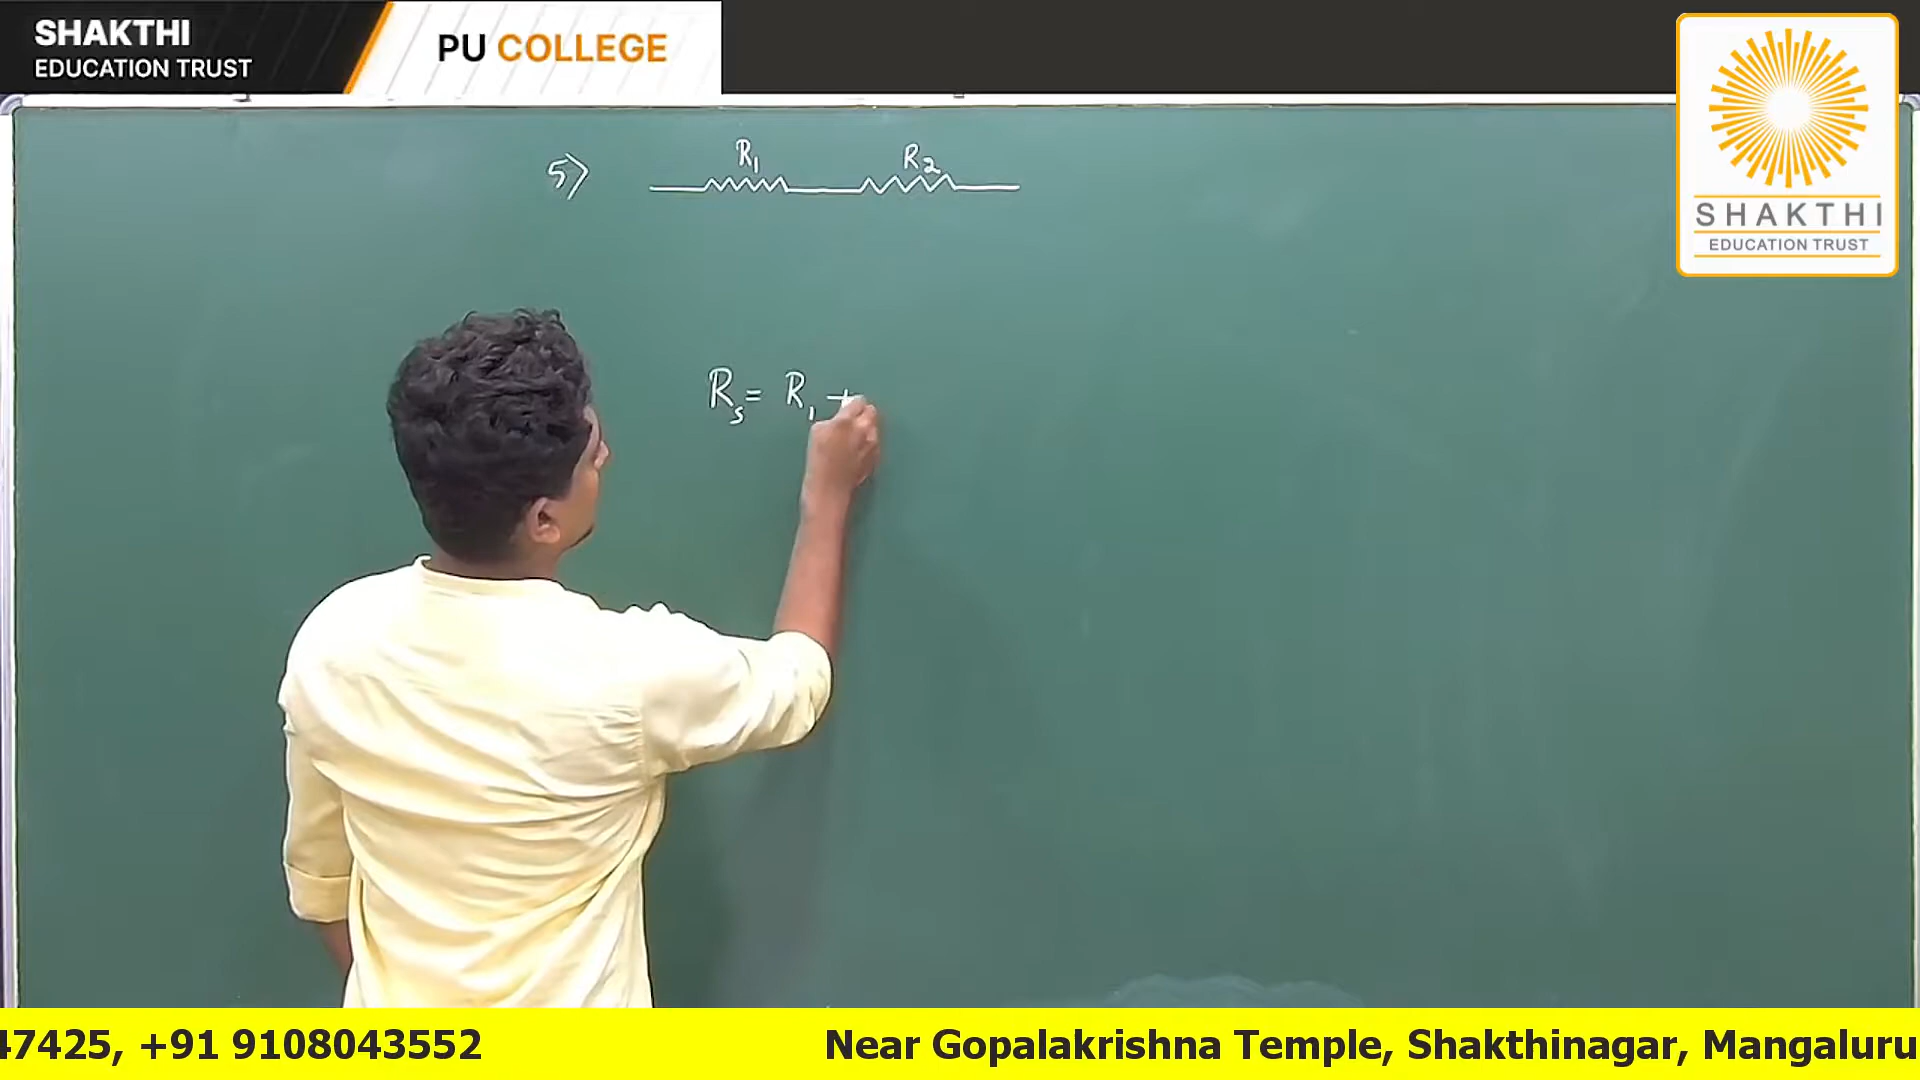 SHAKTHI
EDUCATION TRUST
PU COLLEGE
SHAKTHI
EDUCATION TRUST
5)
R1 R2
Rs = R1 +
47425, +91 9108043552 Near Gopalakrishna Temple, Shakthinagar, Mangaluru